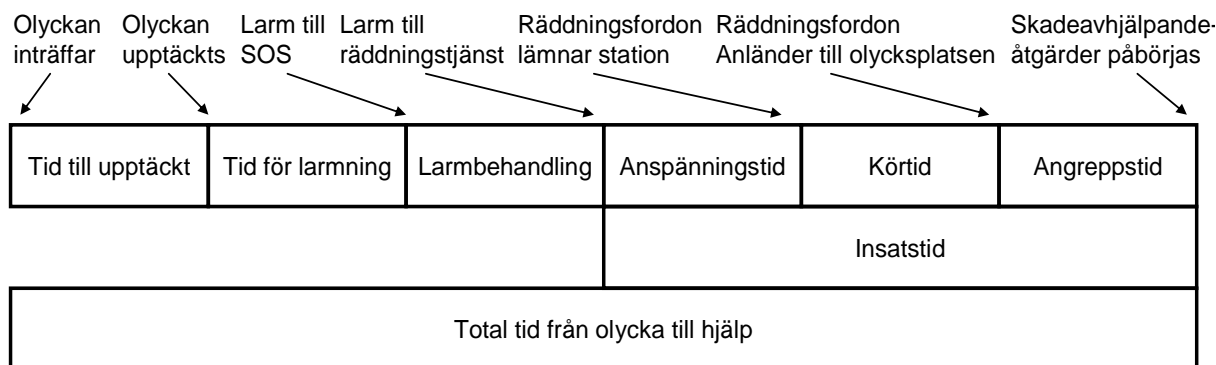 Olyckan
inträffar
Olyckan
upptäckts
Larm till
SOS
Larm till
räddningstjänst
Räddningsfordon
lämnar station
Räddningsfordon
Anländer till olycksplatsen
Skadeavhjälpande-
åtgärder påbörjas
Tid till upptäckt
Tid för larmning
Larmbehandling
Anspänningstid
Körtid
Angreppstid
Insatstid
Total tid från olycka till hjälp